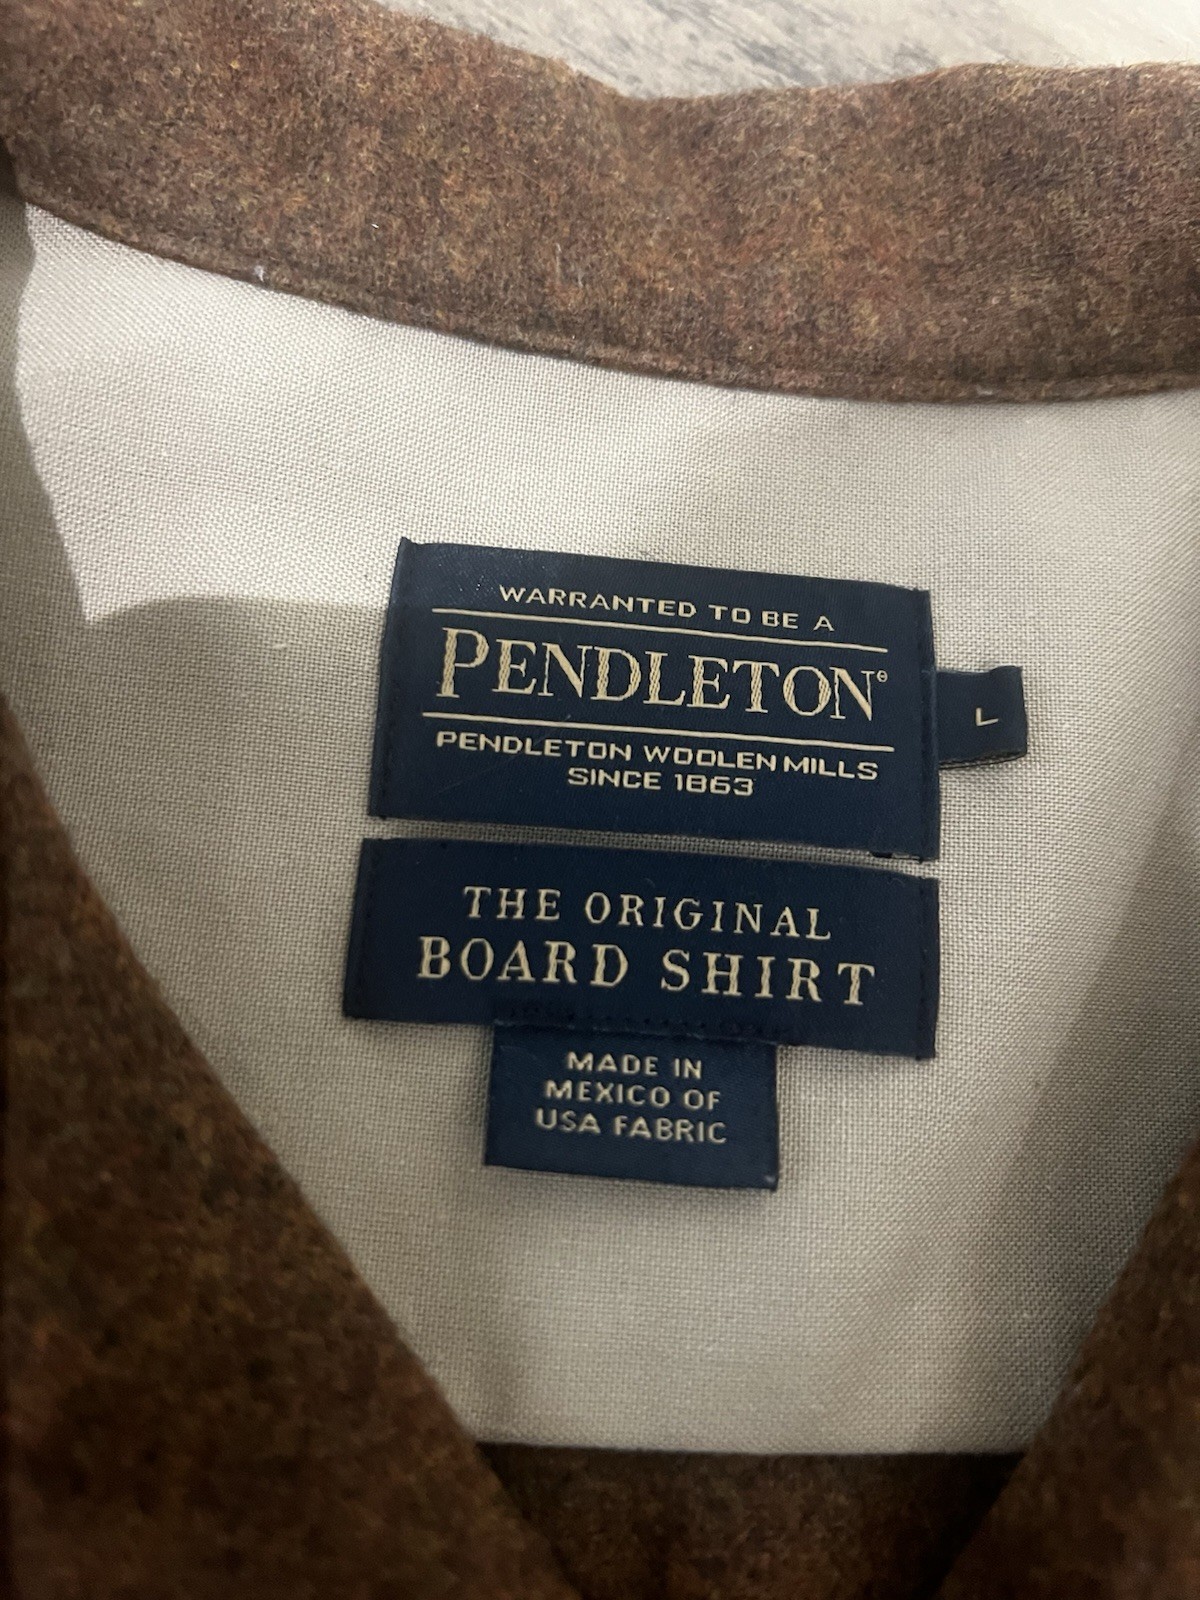 WARRANTED TO BE A
PENDLETON®
L
PENDLETON WOOLEN MILLS
SINCE 1863
THE ORIGINAL
BOARD SHIRT
MADE IN
MEXICO OF
USA FABRIC